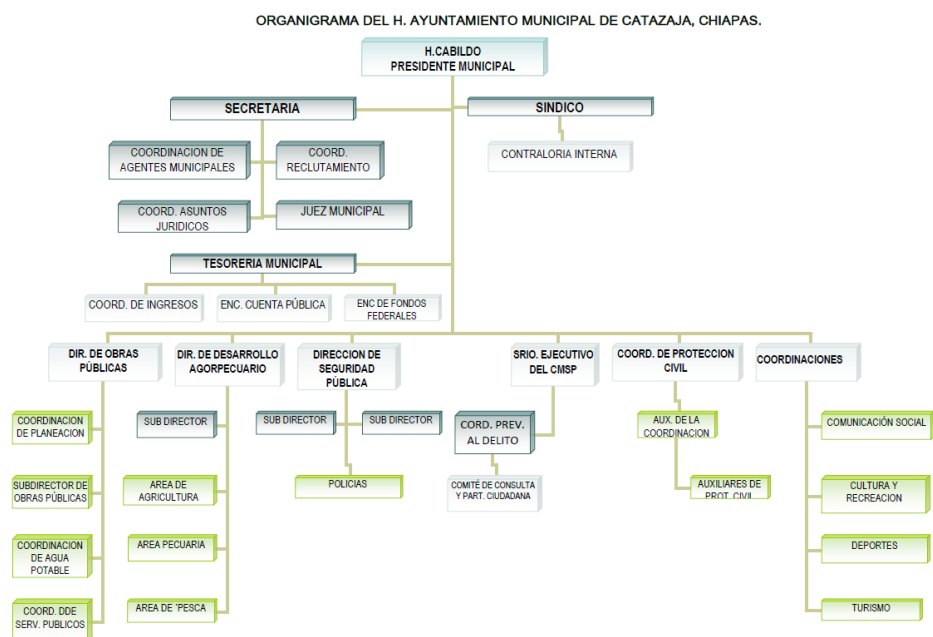 ORGANIGRAMA DEL H. AYUNTAMIENTO MUNICIPAL DE CATAZAJA, CHIAPAS.
H.CABILDO
PRESIDENTE MUNICIPAL
SECRETARIA
SINDICO
COORDINACION DE
AGENTES MUNICIPALES
COORD.
RECLUTAMIENTO
CONTRALORIA INTERNA
COORD. ASUNTOS
JURIDICOS
JUEZ MUNICIPAL
TESORERIA MUNICIPAL
COORD. DE INGRESOS
ENC. CUENTA PÚBLICA
ENC DE FONDOS
FEDERALES
DIR. DE OBRAS
PÚBLICAS
DIR. DE DESARROLLO
AGORPECUARIO
DIRECCION DE
SEGURIDAD
PÚBLICA
SRIO. EJECUTIVO
DEL CMSP
COORD. DE PROTECCION
CIVIL
COORDINACIONES
COORDINACION
DE PLANEACION
SUB DIRECTOR
SUB DIRECTOR
SUB DIRECTOR
CORD. PREV.
AL DELITO
AUX. DE LA
COORDINACION
COMUNICACIÓN SOCIAL
SUBDIRECTOR DE
OBRAS PÚBLICAS
AREA DE
AGRICULTURA
POLICIAS
COMITÉ DE CONSULTA
Y PART. CIUDADANA
AUXILIARES DE
PROT. CIVIL
CULTURA Y
RECREACION
COORDINACION
DE AGUA
POTABLE
AREA PECUARIA
DEPORTES
COORD. DDE
SERV. PUBLICOS
AREA DE 'PESCA
TURISMO